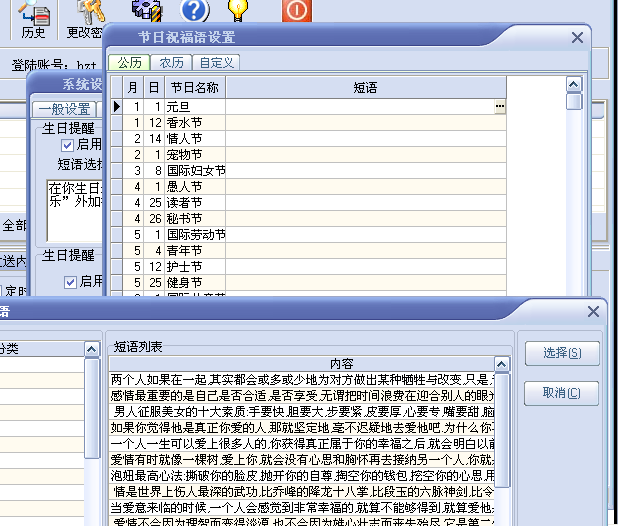 历史
更改密
登陆账号: hzt
节日祝福语设置
公历 农历 自定义
月 日 节日名称 短语
1 1 元旦
1 12 香水节
2 14 情人节
2 1 宠物节
3 8 国际妇女节
4 1 愚人节
4 25 读者节
4 26 秘书节
5 1 国际劳动节
5 4 青年节
5 12 护士节
5 25 健身节
系统设
一般设置
生日提醒
启用
短语选择
在你生日
乐”外加
全部
送内
生日提醒
启用
定时
语
分类
短语列表
内容
两个人如果在一起,其实都会或多或少地为对方做出某种牺牲与改变,只是,
感情最重要的是自己是否合适,是否享受,无谓把时间浪费在迎合别人的眼光
男人征服美女的十大素质:手要快,胆要大,步要紧,皮要厚,心要专,嘴要甜,脑
如果你觉得他是真正你爱的人,那就坚定地,毫不迟疑地去爱他吧,为什么你
一个人一生可以爱上很多人的,你获得真正属于你的幸福之后,就会明白以前
爱情有时就像一棵树,爱上你,就会没有心思和胸怀再去接纳另一个人,你就
泡妞最高心法:撕破你的脸皮,抛开你的自尊,掏空你的钱包,挖空你的心思,用
情是世界上伤人最深的武功,比乔峰的降龙十八掌,比段玉的六脉神剑,比令
当爱意来临的时候,一个人会感觉到非常幸福的,就算不能够得到,就算爱他
爱情不会因为理智而变得淡漠,也不会因为雄心壮志而丧失殆尽,它是第二
选择(S)
取消(C)